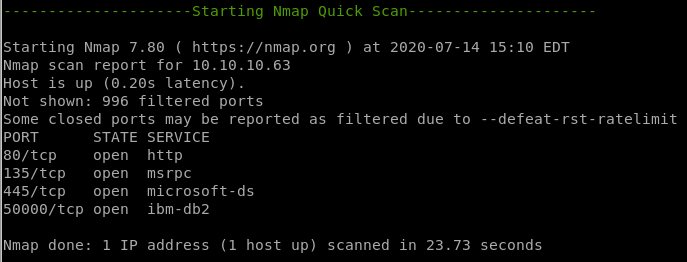 ---------------------Starting Nmap Quick Scan---------------------
Starting Nmap 7.80 ( https://nmap.org ) at 2020-07-14 15:10 EDT
Nmap scan report for 10.10.10.63
Host is up (0.20s latency).
Not shown: 996 filtered ports
Some closed ports may be reported as filtered due to --defeat-rst-ratelimit
PORT      STATE SERVICE
80/tcp    open  http
135/tcp   open  msrpc
445/tcp   open  microsoft-ds
50000/tcp open  ibm-db2
Nmap done: 1 IP address (1 host up) scanned in 23.73 seconds